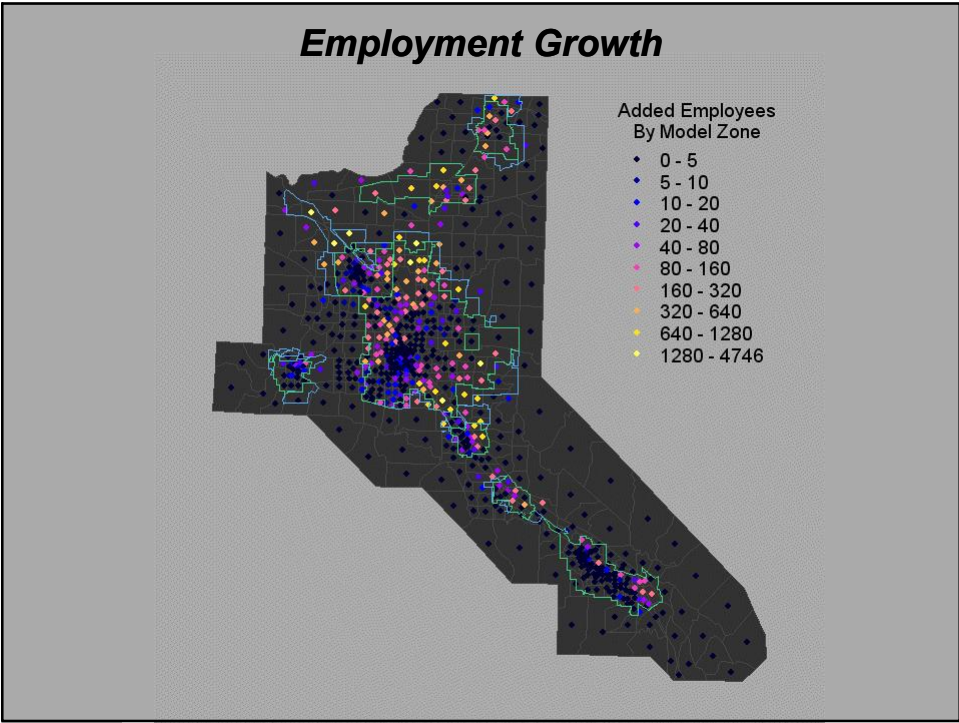 Employment Growth
Added Employees
By Model Zone
0 - 5
5 - 10
10 - 20
20 - 40
40 - 80
80 - 160
160 - 320
320 - 640
640 - 1280
1280 - 4746